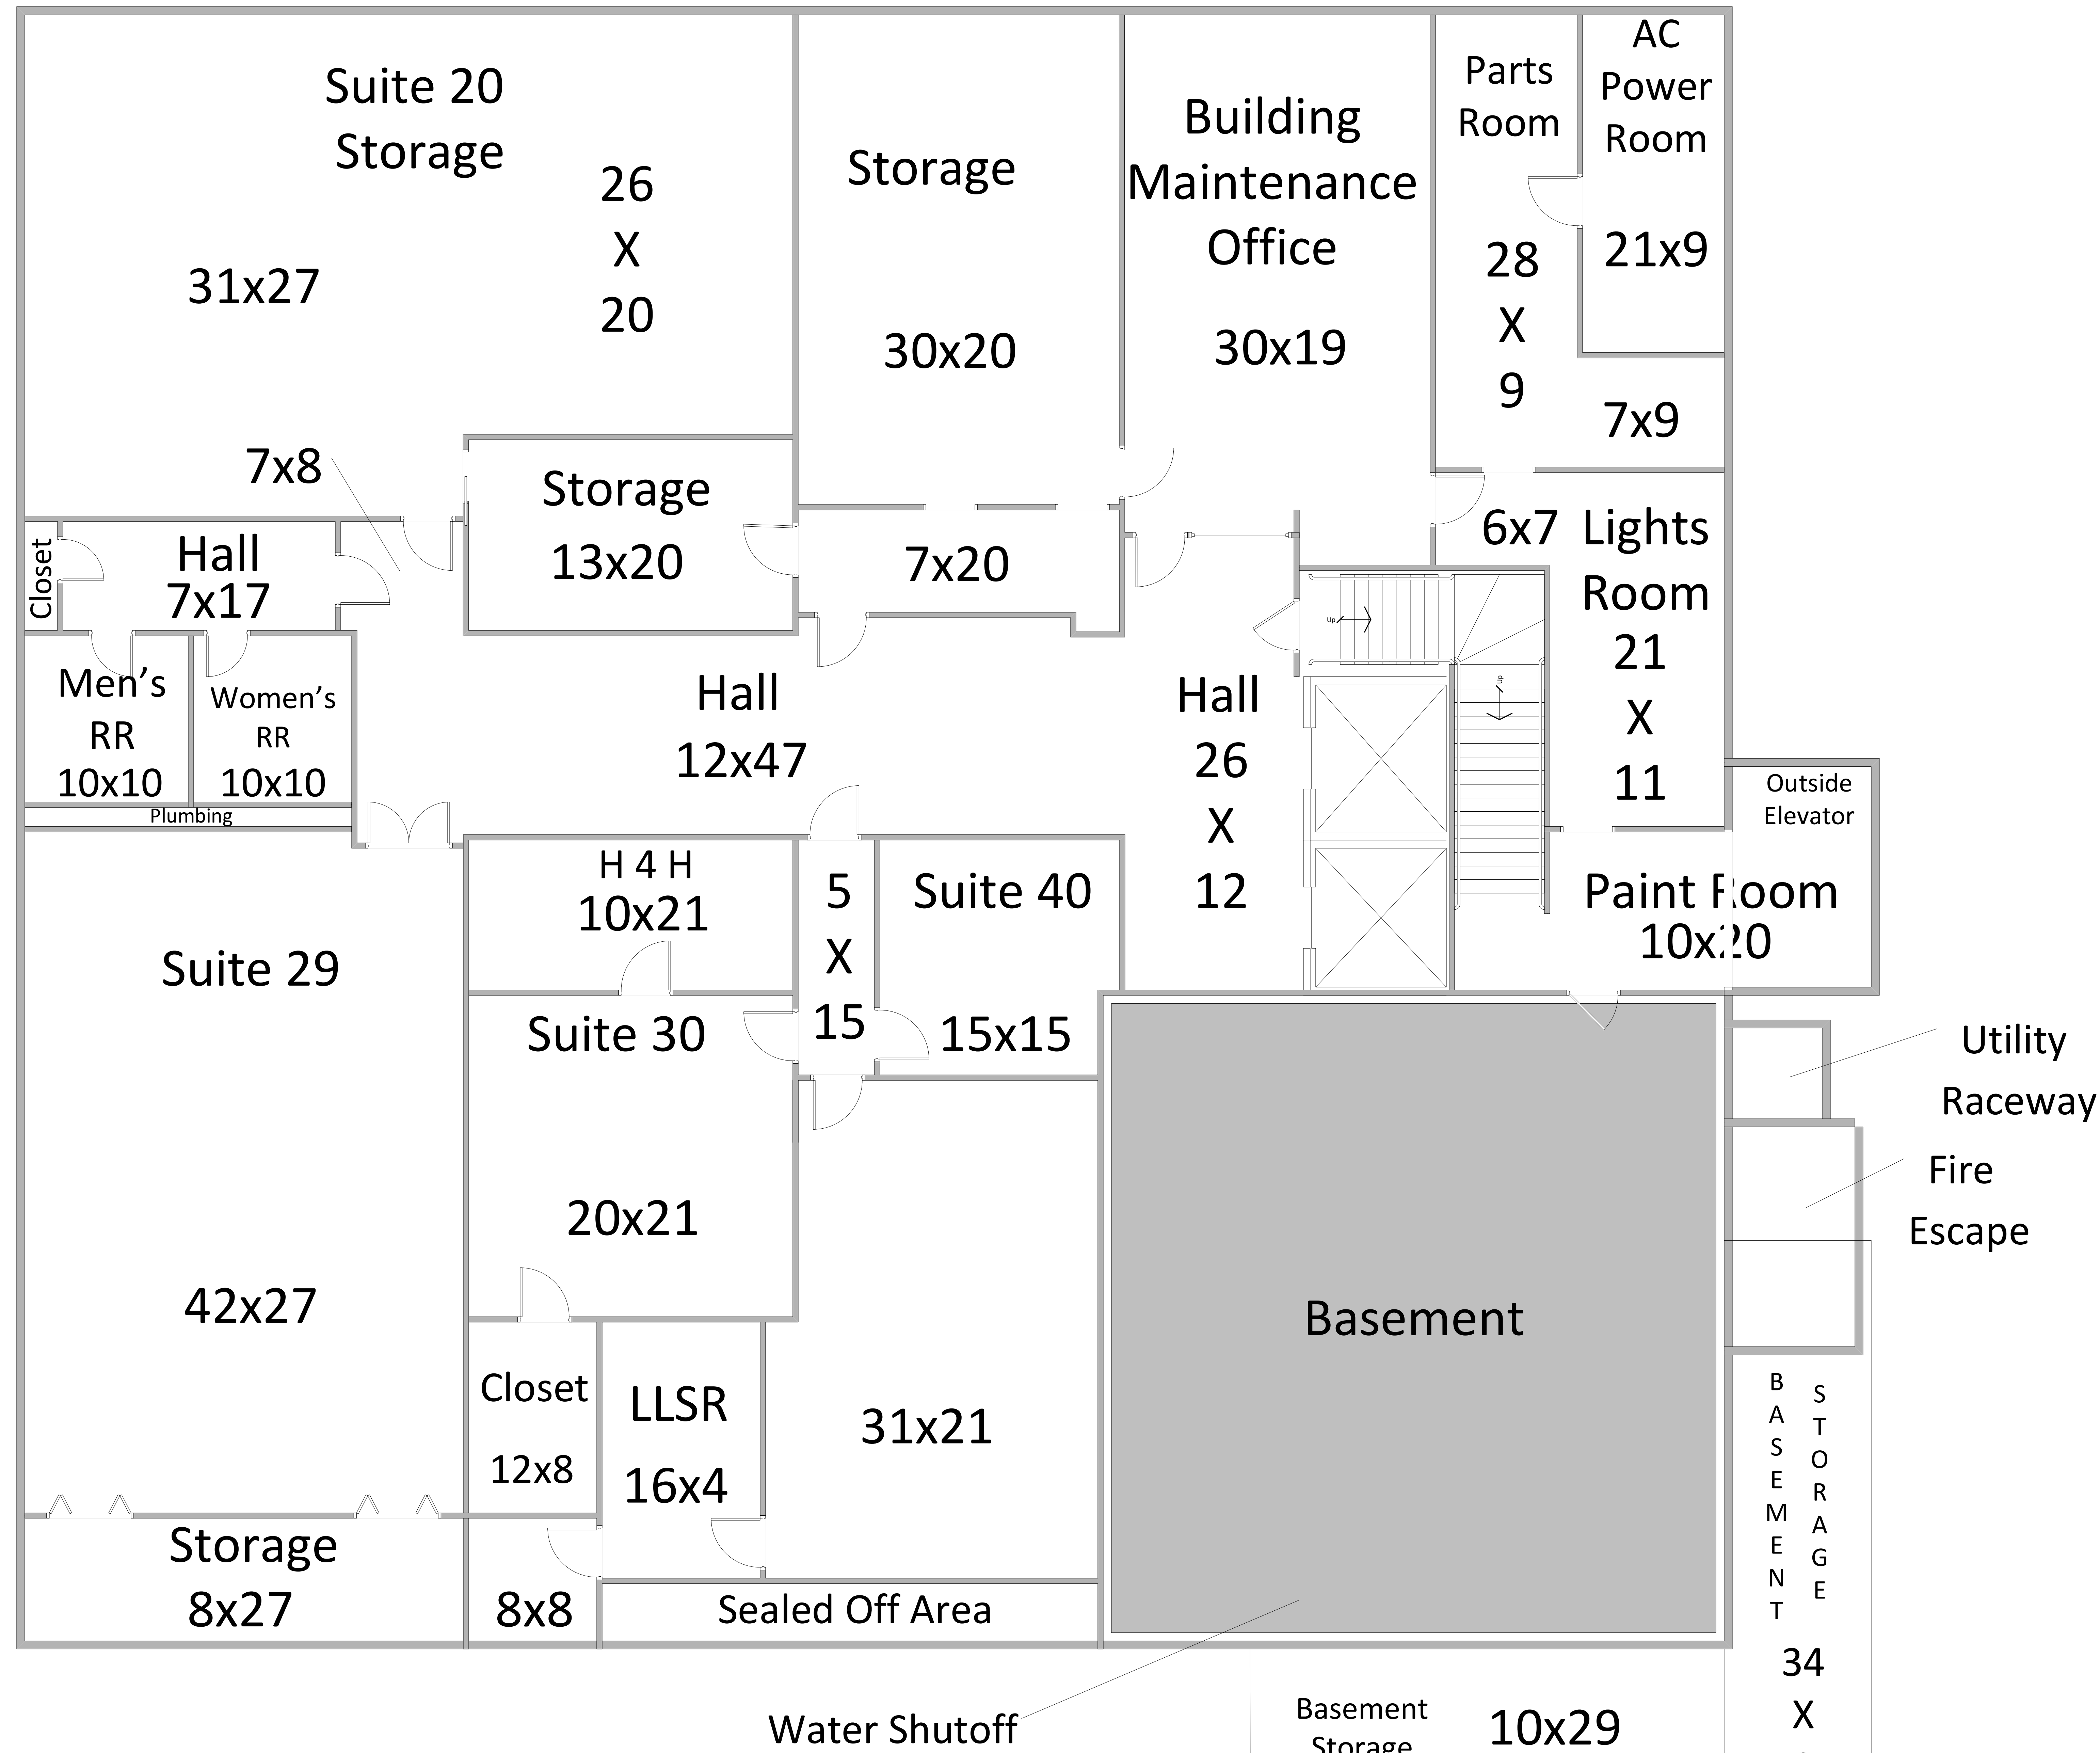 Suite 20
Storage
26
X
20
31x27
7x8
Storage
30x20
Building
Maintenance
Office
30x19
Parts
Room
28
X
9
AC
Power
Room
21x9
7x9
Closet
Hall
7x17
Storage
13x20
7x20
6x7
Lights
Room
21
X
11
Up
Up
Men's
RR
10x10
Women's
RR
10x10
Plumbing
Hall
12x47
Hall
26
X
12
Outside
Elevator
Paint Room
10x20
Suite 29
42x27
H 4 H
10x21
5
X
15
Suite 40
15x15
Suite 30
20x21
Utility
Raceway
Fire
Escape
Basement
Closet
12x8
LLSR
16x4
31x21
Storage
8x27
8x8
Sealed Off Area
BASEMENT
STORAGE
34
X
Water Shutoff
Basement
Storage
10x29